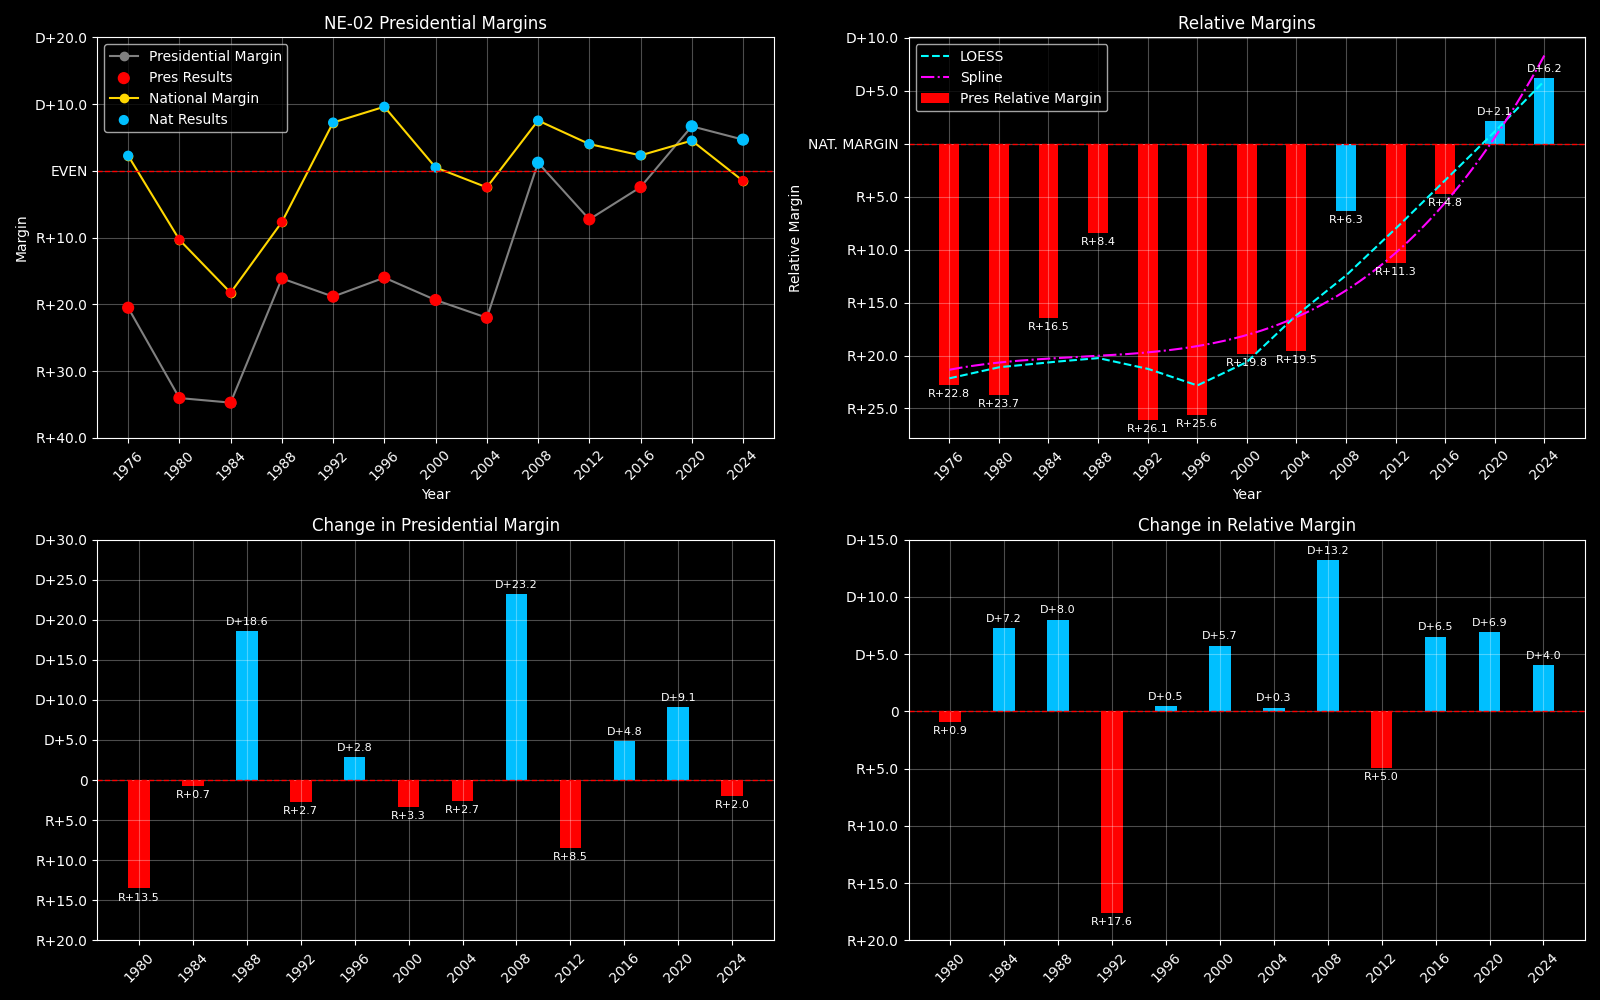 NE-02 Presidential Margins
D+20.0
D+10.0
EVEN
R+10.0
R+20.0
R+30.0
R+40.0
Margin
Presidential Margin
Pres Results
National Margin
Nat Results
1976
1980
1984
1988
1992
1996
2000
2004
2008
2012
2016
2020
2024
Year
Relative Margins
D+10.0
D+5.0
NAT. MARGIN
R+5.0
R+10.0
R+15.0
R+20.0
R+25.0
Relative Margin
LOESS
Spline
Pres Relative Margin
R+22.8
R+23.7
R+16.5
R+8.4
R+26.1
R+25.6
R+19.8
R+19.5
R+6.3
R+11.3
R+4.8
D+2.1
D+6.2
1976
1980
1984
1988
1992
1996
2000
2004
2008
2012
2016
2020
2024
Year
Change in Presidential Margin
D+30.0
D+25.0
D+20.0
D+15.0
D+10.0
D+5.0
0
R+5.0
R+10.0
R+15.0
R+20.0
R+13.5
R+0.7
D+18.6
R+2.7
D+2.8
R+3.3
R+2.7
D+23.2
R+8.5
D+4.8
D+9.1
R+2.0
1980
1984
1988
1992
1996
2000
2004
2008
2012
2016
2020
2024
Change in Relative Margin
D+15.0
D+10.0
D+5.0
0
R+5.0
R+10.0
R+15.0
R+20.0
R+0.9
D+7.2
D+8.0
R+17.6
D+0.5
D+5.7
D+0.3
D+13.2
R+5.0
D+6.5
D+6.9
D+4.0
1980
1984
1988
1992
1996
2000
2004
2008
2012
2016
2020
2024